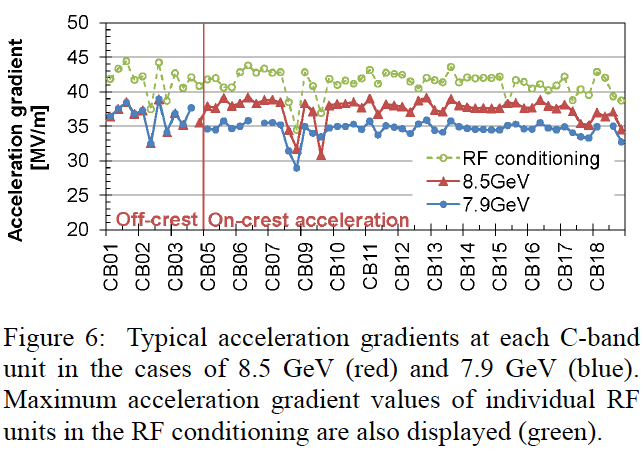 50
45
40
35
30
25
20
Acceleration gradient
[MV/m]
RF conditioning
8.5GeV
7.9GeV
Off-crest
On-crest acceleration
CB01
CB02
CB03
CB05
CB06
CB07
CB09
CB10
CB11
CB12
CB13
CB14
CB15
CB16
CB17
CB18
Figure 6: Typical acceleration gradients at each C-band
unit in the cases of 8.5 GeV (red) and 7.9 GeV (blue).
Maximum acceleration gradient values of individual RF
units in the RF conditioning are also displayed (green).